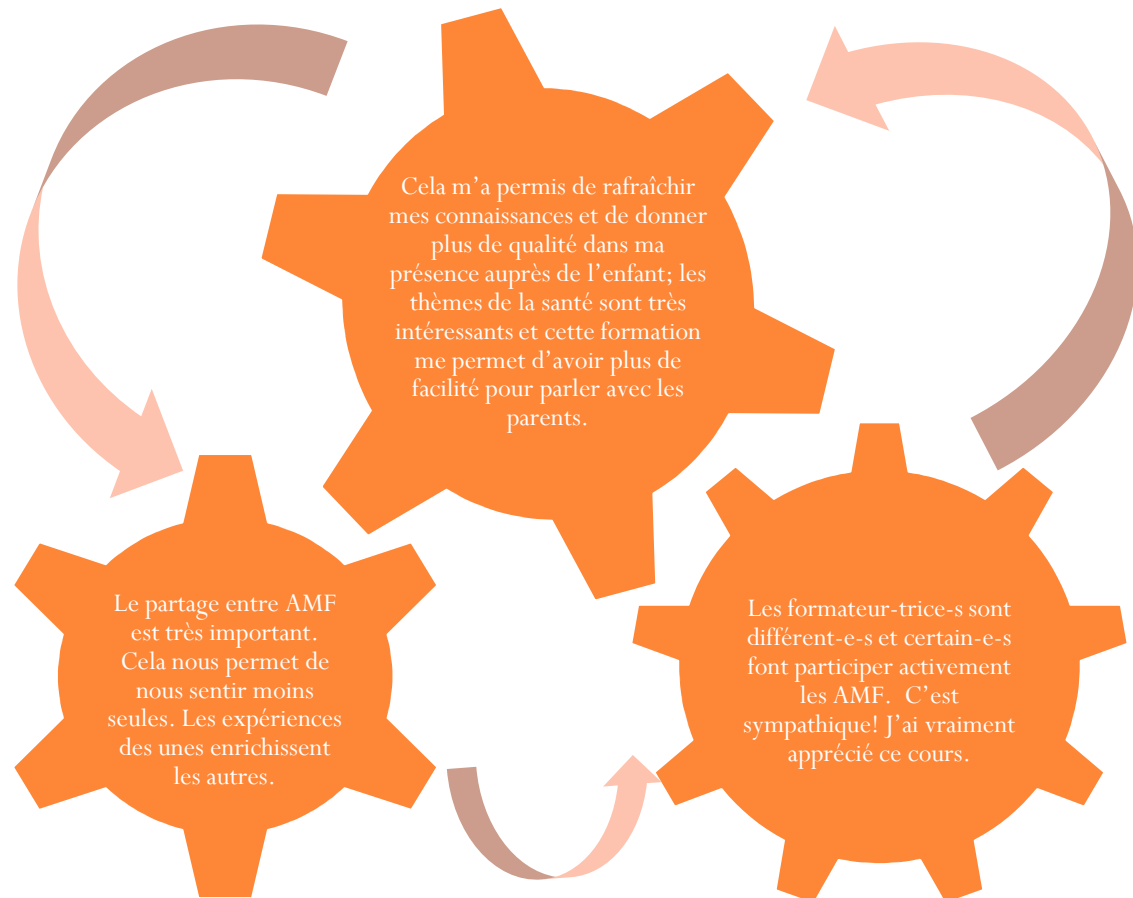 Cela m’a permis de rafraîchir
mes connaissances et de donner
plus de qualité dans ma
présence auprès de l’enfant; les
thèmes de la santé sont très
intéressants et cette formation
me permet d’avoir plus de
facilité pour parler avec les
parents.
Le partage entre AMF
est très important.
Cela nous permet de
nous sentir moins
seules. Les expériences
des unes enrichissent
les autres.
Les formateur-trice-s sont
différent-e-s et certain-e-s
font participer activement
les AMF.  C’est
sympathique! J’ai vraiment
apprécié ce cours.